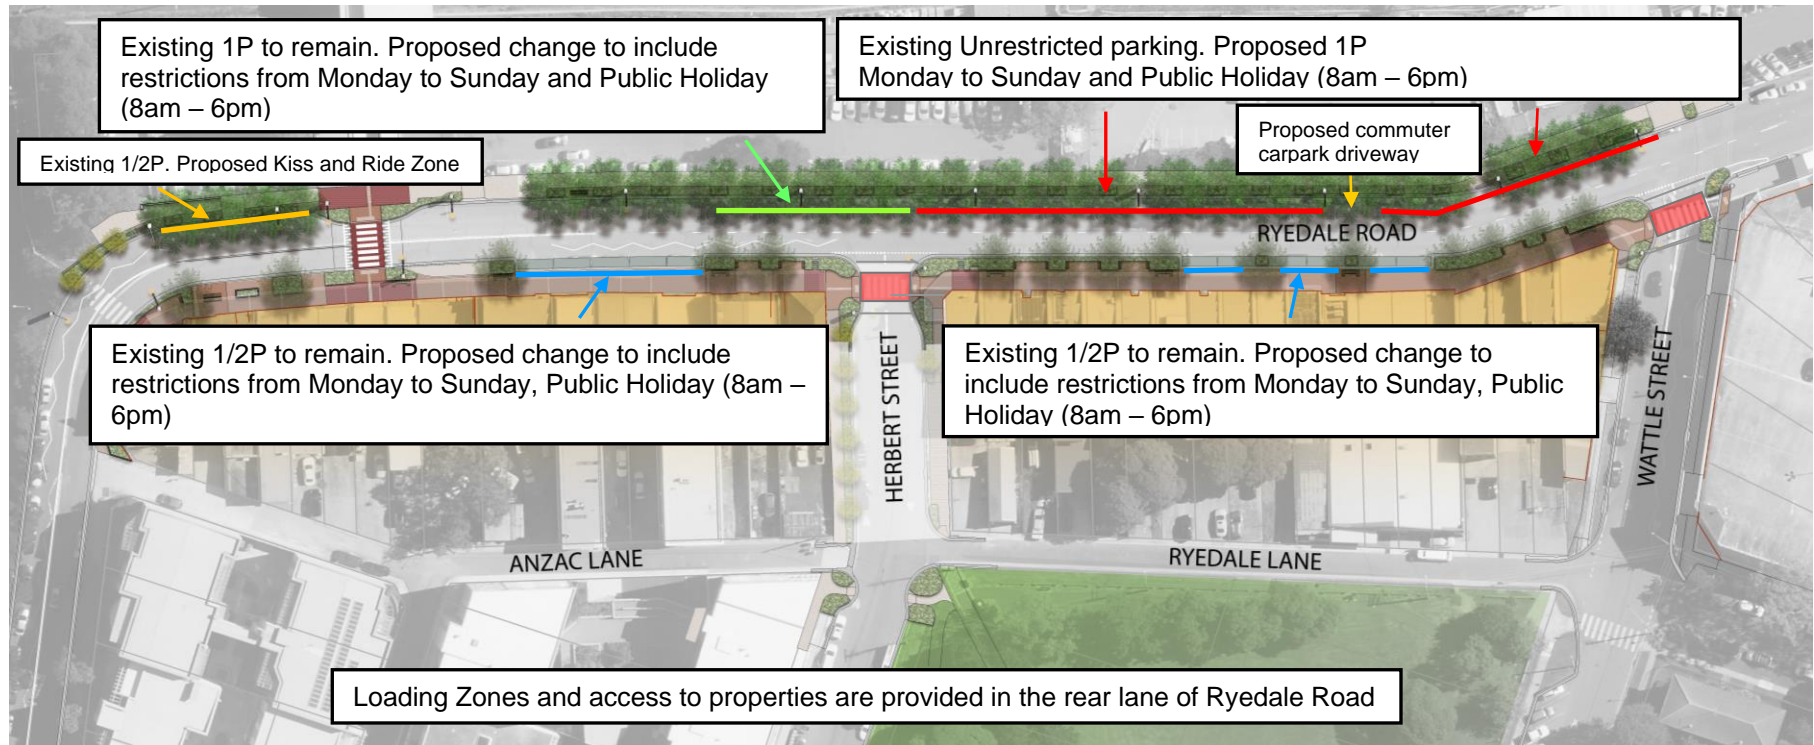 Existing 1P to remain. Proposed change to include
restrictions from Monday to Sunday and Public Holiday
(8am – 6pm)
Existing Unrestricted parking. Proposed 1P
Monday to Sunday and Public Holiday (8am – 6pm)
Existing 1/2P. Proposed Kiss and Ride Zone
Proposed commuter
carpark driveway
RYEDALE ROAD
Existing 1/2P to remain. Proposed change to include
restrictions from Monday to Sunday, Public Holiday (8am –
6pm)
HERBERT STREET
Existing 1/2P to remain. Proposed change to
include restrictions from Monday to Sunday, Public
Holiday (8am – 6pm)
WATTLE STREET
ANZAC LANE
RYEDALE LANE
Loading Zones and access to properties are provided in the rear lane of Ryedale Road